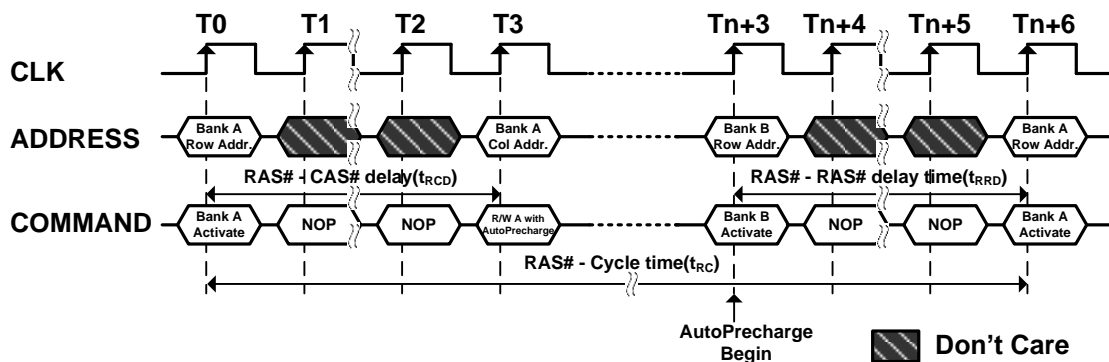 T0 T1 T2 T3 Tn+3 Tn+4 Tn+5 Tn+6
CLK
ADDRESS
Bank A
Row Addr.
Bank A
Col Addr.
Bank B
Row Addr.
Bank A
Row Addr.
RAS# - CAS# delay(tRCD)
RAS# - RAS# delay time(tRRD)
COMMAND
Bank A
Activate
NOP
NOP
R/W A with
AutoPrecharge
Bank B
Activate
NOP
NOP
Bank A
Activate
RAS# - Cycle time(tRC)
AutoPrecharge
Begin
Don't Care